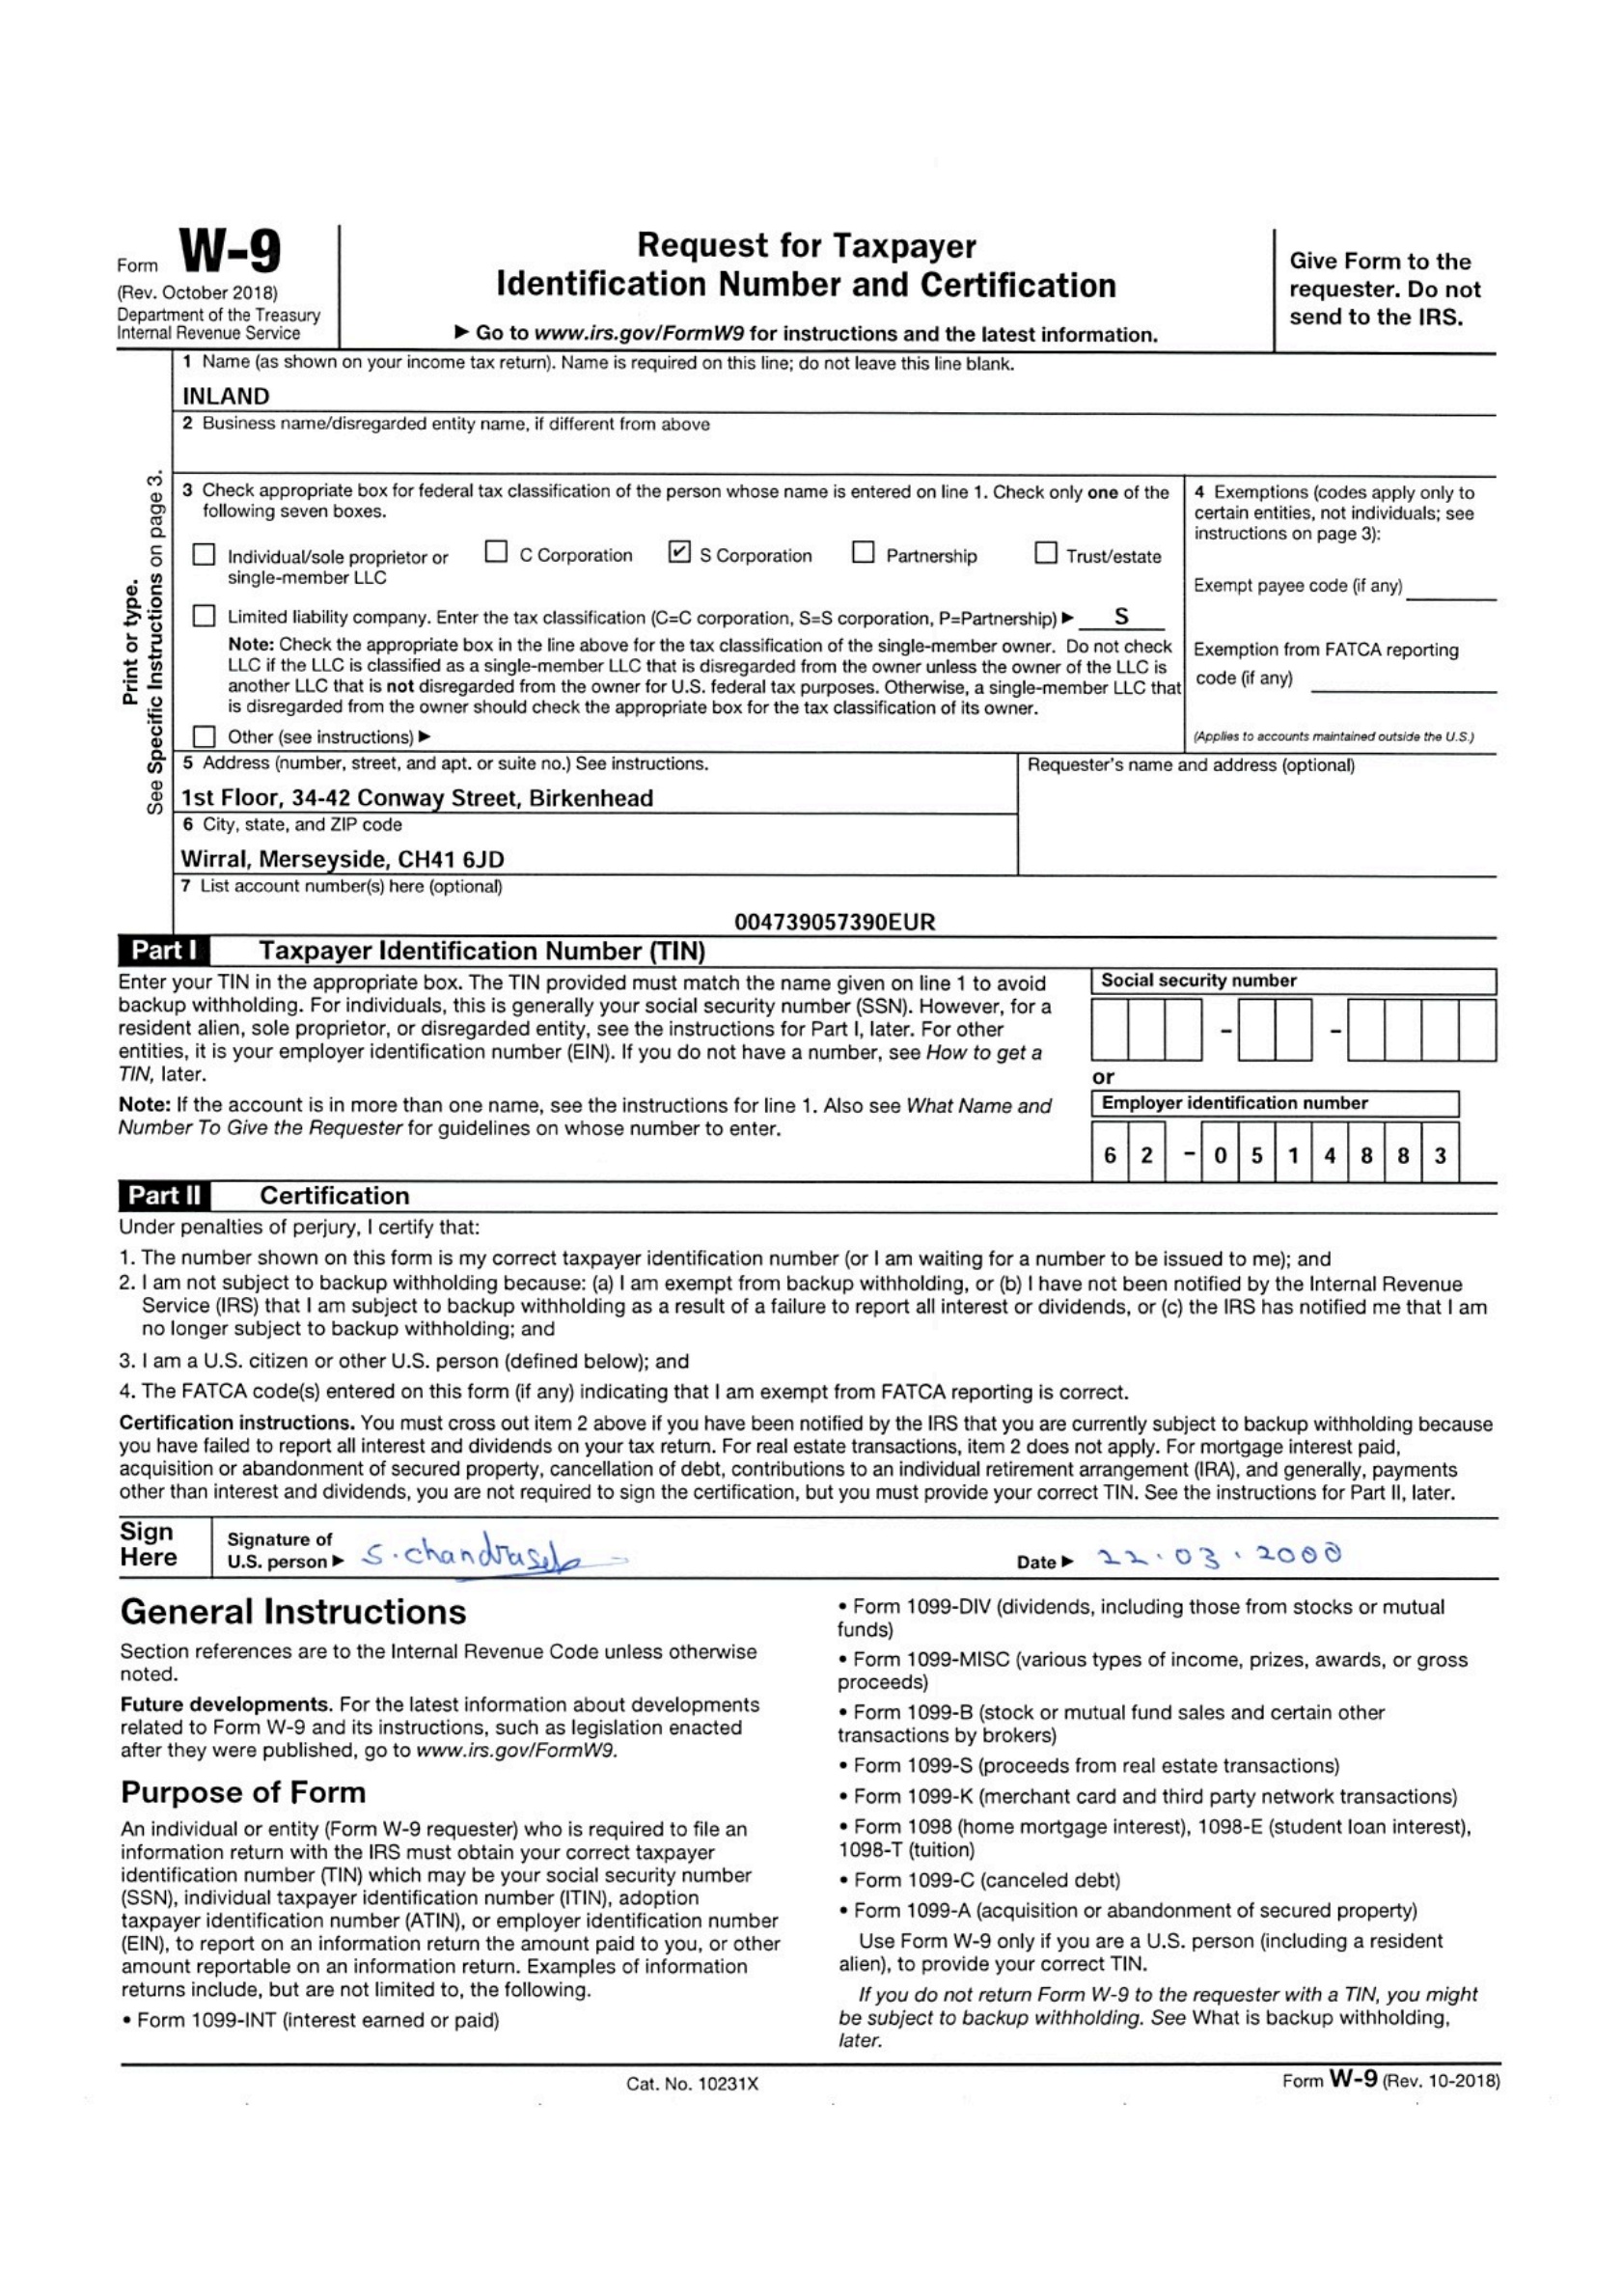 Form W-9
(Rev. October 2018)
Department of the Treasury
Internal Revenue Service
Request for Taxpayer
Identification Number and Certification
▶ Go to www.irs.gov/FormW9 for instructions and the latest information.
Give Form to the
requester. Do not
send to the IRS.
Print or type.
See Specific Instructions on page 3.
1 Name (as shown on your income tax return). Name is required on this line; do not leave this line blank.
INLAND
2 Business name/disregarded entity name, if different from above
3 Check appropriate box for federal tax classification of the person whose name is entered on line 1. Check only one of the
following seven boxes.
☐ Individual/sole proprietor or ☐ C Corporation ☑ S Corporation ☐ Partnership ☐ Trust/estate
single-member LLC
☐ Limited liability company. Enter the tax classification (C=C corporation, S=S corporation, P=Partnership) ▶ S
Note: Check the appropriate box in the line above for the tax classification of the single-member owner. Do not check
LLC if the LLC is classified as a single-member LLC that is disregarded from the owner unless the owner of the LLC is
another LLC that is not disregarded from the owner for U.S. federal tax purposes. Otherwise, a single-member LLC that
is disregarded from the owner should check the appropriate box for the tax classification of its owner.
☐ Other (see instructions) ▶
4 Exemptions (codes apply only to
certain entities, not individuals; see
instructions on page 3):
Exempt payee code (if any)
Exemption from FATCA reporting
code (if any)
(Applies to accounts maintained outside the U.S.)
5 Address (number, street, and apt. or suite no.) See instructions.
1st Floor, 34-42 Conway Street, Birkenhead
6 City, state, and ZIP code
Wirral, Merseyside, CH41 6JD
Requester's name and address (optional)
7 List account number(s) here (optional)
004739057390EUR
Part I Taxpayer Identification Number (TIN)
Enter your TIN in the appropriate box. The TIN provided must match the name given on line 1 to avoid
backup withholding. For individuals, this is generally your social security number (SSN). However, for a
resident alien, sole proprietor, or disregarded entity, see the instructions for Part I, later. For other
entities, it is your employer identification number (EIN). If you do not have a number, see How to get a
TIN, later.
Note: If the account is in more than one name, see the instructions for line 1. Also see What Name and
Number To Give the Requester for guidelines on whose number to enter.
Social security number
- -
or
Employer identification number
6 2 - 0 5 1 4 8 8 3
Part II Certification
Under penalties of perjury, I certify that:
1. The number shown on this form is my correct taxpayer identification number (or I am waiting for a number to be issued to me); and
2. I am not subject to backup withholding because: (a) I am exempt from backup withholding, or (b) I have not been notified by the Internal Revenue
Service (IRS) that I am subject to backup withholding as a result of a failure to report all interest or dividends, or (c) the IRS has notified me that I am
no longer subject to backup withholding; and
3. I am a U.S. citizen or other U.S. person (defined below); and
4. The FATCA code(s) entered on this form (if any) indicating that I am exempt from FATCA reporting is correct.
Certification instructions. You must cross out item 2 above if you have been notified by the IRS that you are currently subject to backup withholding because
you have failed to report all interest and dividends on your tax return. For real estate transactions, item 2 does not apply. For mortgage interest paid,
acquisition or abandonment of secured property, cancellation of debt, contributions to an individual retirement arrangement (IRA), and generally, payments
other than interest and dividends, you are not required to sign the certification, but you must provide your correct TIN. See the instructions for Part II, later.
Sign
Here
Signature of
U.S. person ▶ S.
Date ▶ 22.03.2000
General Instructions
Section references are to the Internal Revenue Code unless otherwise
noted.
Future developments. For the latest information about developments
related to Form W-9 and its instructions, such as legislation enacted
after they were published, go to www.irs.gov/FormW9.
Purpose of Form
An individual or entity (Form W-9 requester) who is required to file an
information return with the IRS must obtain your correct taxpayer
identification number (TIN) which may be your social security number
(SSN), individual taxpayer identification number (ITIN), adoption
taxpayer identification number (ATIN), or employer identification number
(EIN), to report on an information return the amount paid to you, or other
amount reportable on an information return. Examples of information
returns include, but are not limited to, the following.
• Form 1099-INT (interest earned or paid)
• Form 1099-DIV (dividends, including those from stocks or mutual
funds)
• Form 1099-MISC (various types of income, prizes, awards, or gross
proceeds)
• Form 1099-B (stock or mutual fund sales and certain other
transactions by brokers)
• Form 1099-S (proceeds from real estate transactions)
• Form 1099-K (merchant card and third party network transactions)
• Form 1098 (home mortgage interest), 1098-E (student loan interest),
1098-T (tuition)
• Form 1099-C (canceled debt)
• Form 1099-A (acquisition or abandonment of secured property)
Use Form W-9 only if you are a U.S. person (including a resident
alien), to provide your correct TIN.
If you do not return Form W-9 to the requester with a TIN, you might
be subject to backup withholding. See What is backup withholding,
later.
Cat. No. 10231X
Form W-9 (Rev. 10-2018)